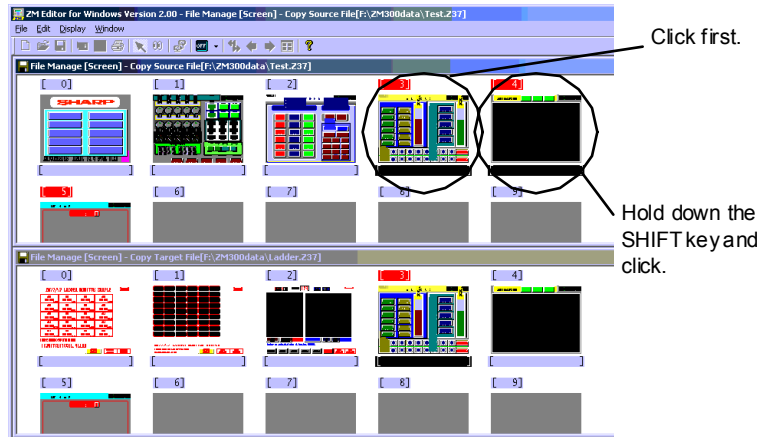 ZM Editor for Windows Version 2.00 - File Manage [Screen] - Copy Source File[F:\ZM300data\Test.Z37]
File Edit Display Window
Click first.
File Manage [Screen] - Copy Source File[F:\ZM300data\Test.Z37]
[ 0] [ 1] [ 2] [ 3] [ 4]
SHARP
[ 5] [ 6] [ 7] [ 8] [ 9]
Hold down the
SHIFT key and
click.
File Manage [Screen] - Copy Target File[F:\ZM300data\Ladder.Z37]
[ 0] [ 1] [ 2] [ 3] [ 4]
[ 5] [ 6] [ 7] [ 8] [ 9]